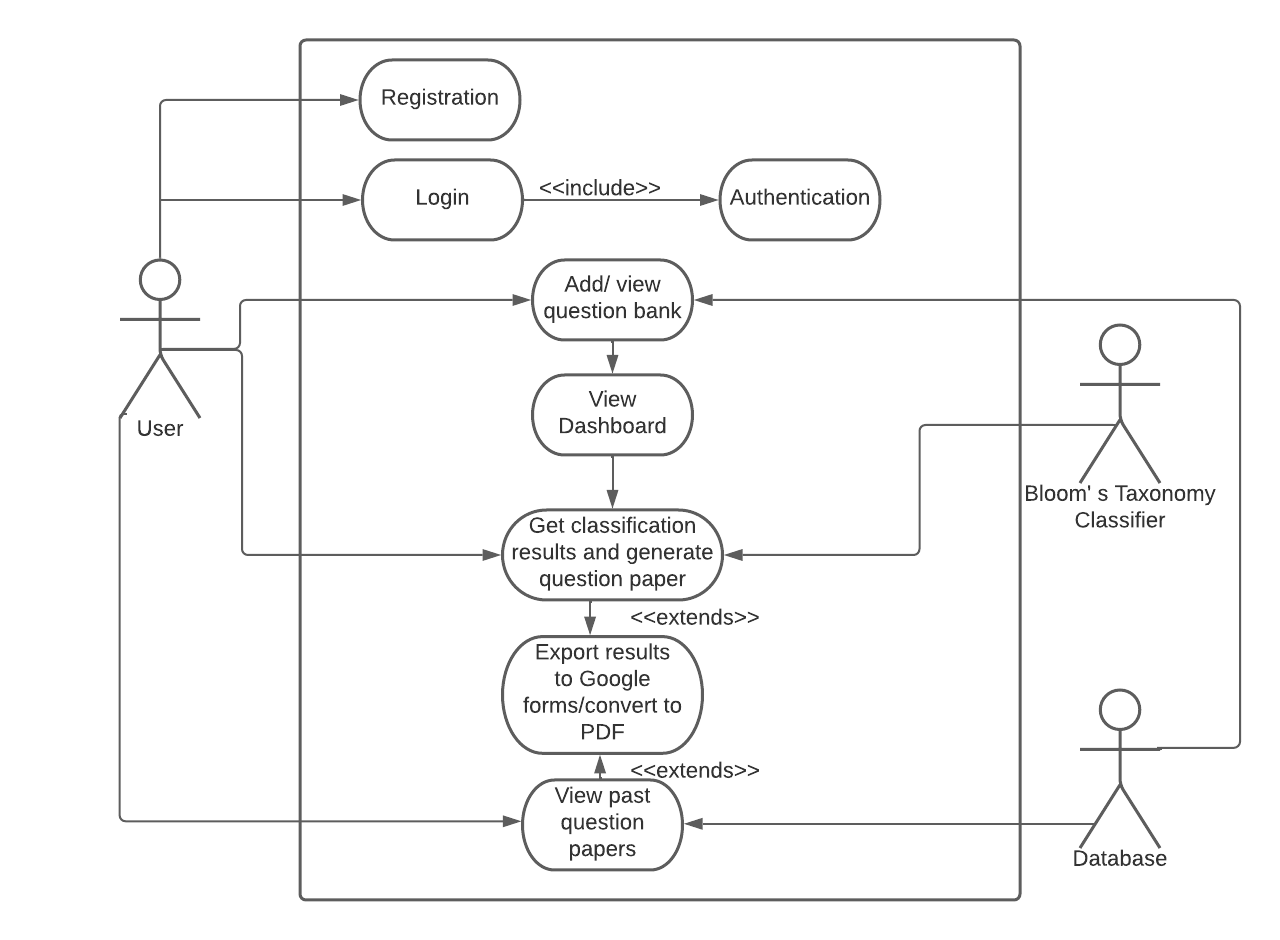 Registration
Login
<<include>>
Authentication
Add/ view
question bank
View
Dashboard
User
Bloom' s Taxonomy
Classifier
Get classification
results and generate
question paper
<<extends>>
Export results
to Google
forms/convert to
PDF
<<extends>>
View past
question
papers
Database